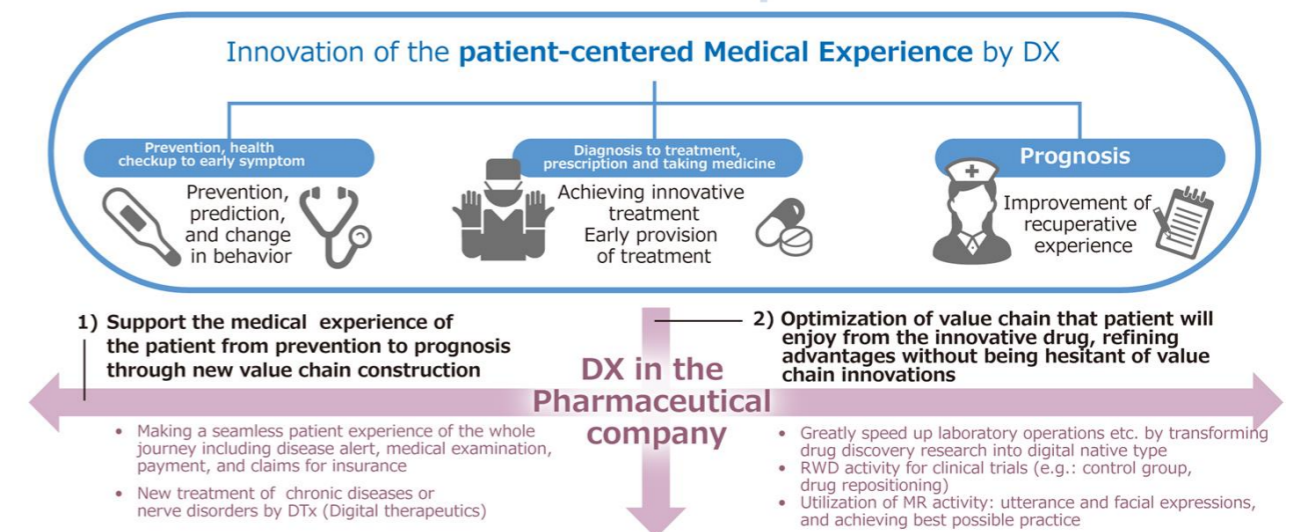 Innovation of the patient-centered Medical Experience by DX
Prevention, health
checkup to early symptom
Prevention,
prediction,
and change
in behavior
Diagnosis to treatment,
prescription and taking medicine
Achieving innovative
treatment
Early provision
of treatment
Prognosis
Improvement of
recuperative
experience
1) Support the medical experience of
the patient from prevention to prognosis
through new value chain construction
2) Optimization of value chain that patient will
enjoy from the innovative drug, refining
advantages without being hesitant of value
chain innovations
DX in the
Pharmaceutical
company
• Making a seamless patient experience of the whole
journey including disease alert, medical examination,
payment, and claims for insurance
• New treatment of chronic diseases or
nerve disorders by DTx (Digital therapeutics)
• Greatly speed up laboratory operations etc. by transforming
drug discovery research into digital native type
• RWD activity for clinical trials (e.g.: control group,
drug repositioning)
• Utilization of MR activity: utterance and facial expressions,
and achieving best possible practice